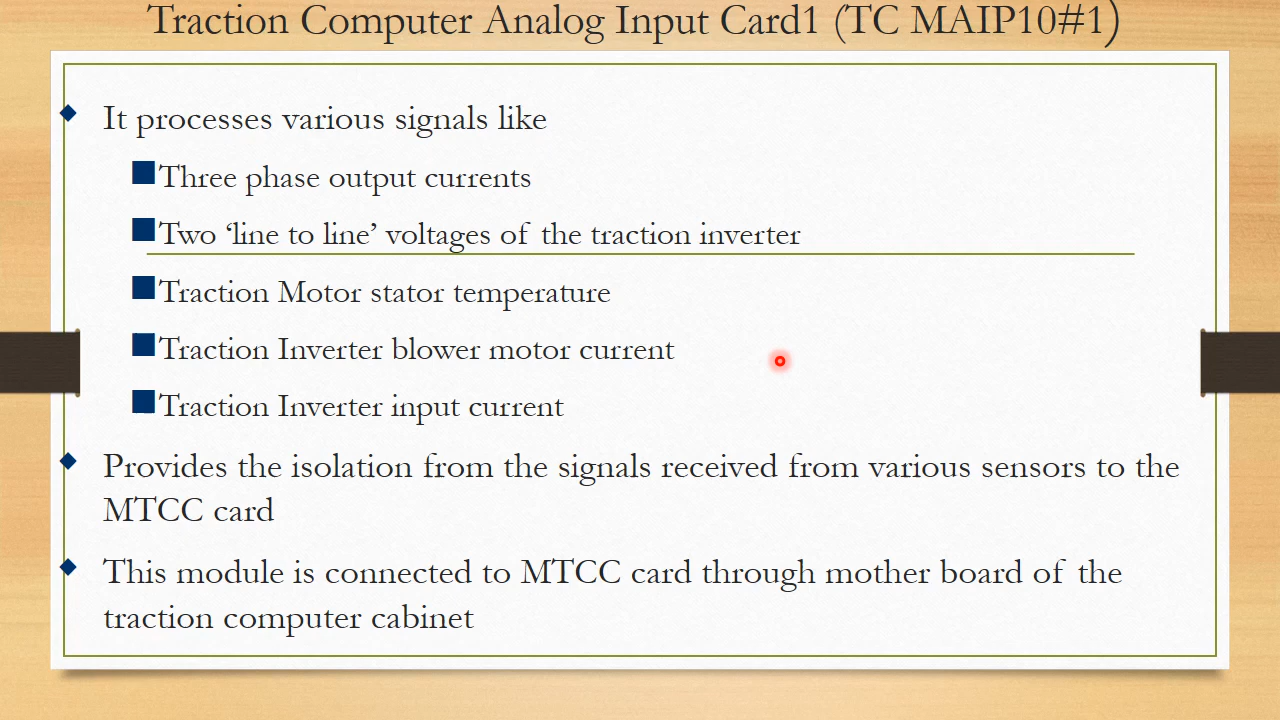 Traction Computer Analog Input Card1 (TC MAIP10#1)
It processes various signals like
Three phase output currents
Two ‘line to line’ voltages of the traction inverter
Traction Motor stator temperature
Traction Inverter blower motor current
Traction Inverter input current
Provides the isolation from the signals received from various sensors to the
MTCC card
This module is connected to MTCC card through mother board of the
traction computer cabinet